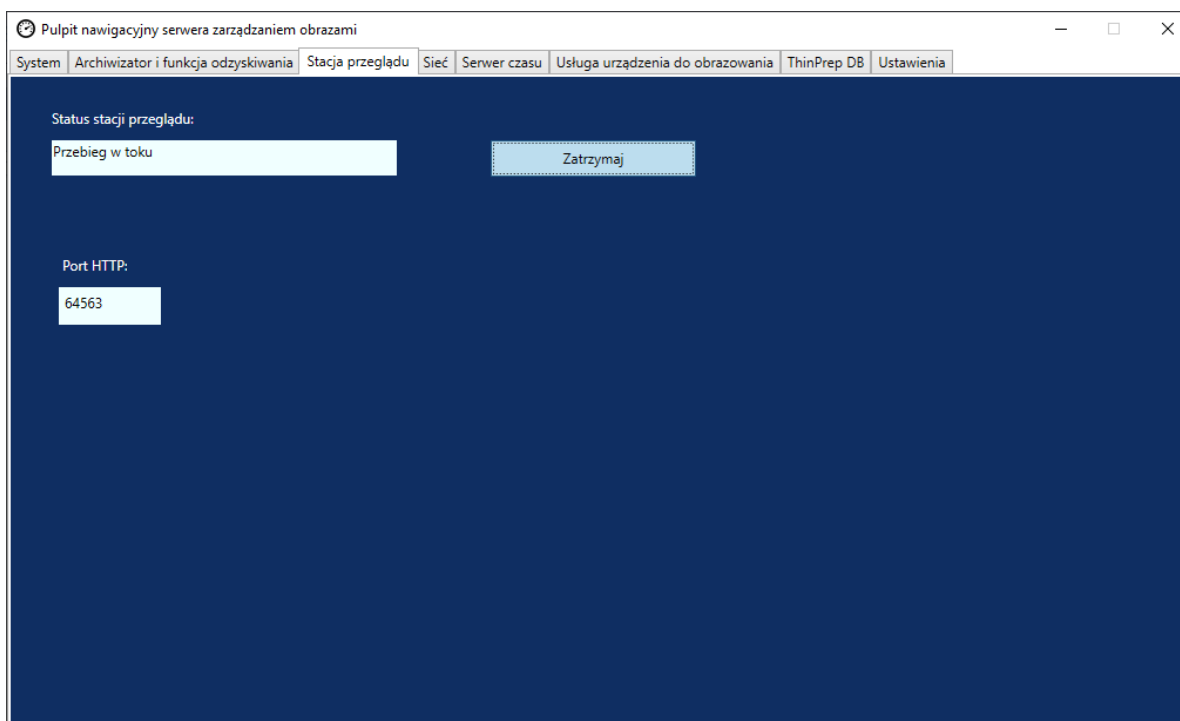 Pulpit nawigacyjny serwera zarządzaniem obrazami
System Archiwizator i funkcja odzyskiwania Stacja przeglądu Sieć Serwer czasu Usługa urządzenia do obrazowania ThinPrep DB Ustawienia
Status stacji przeglądu:
Przebieg w toku Zatrzymaj
Port HTTP:
64563